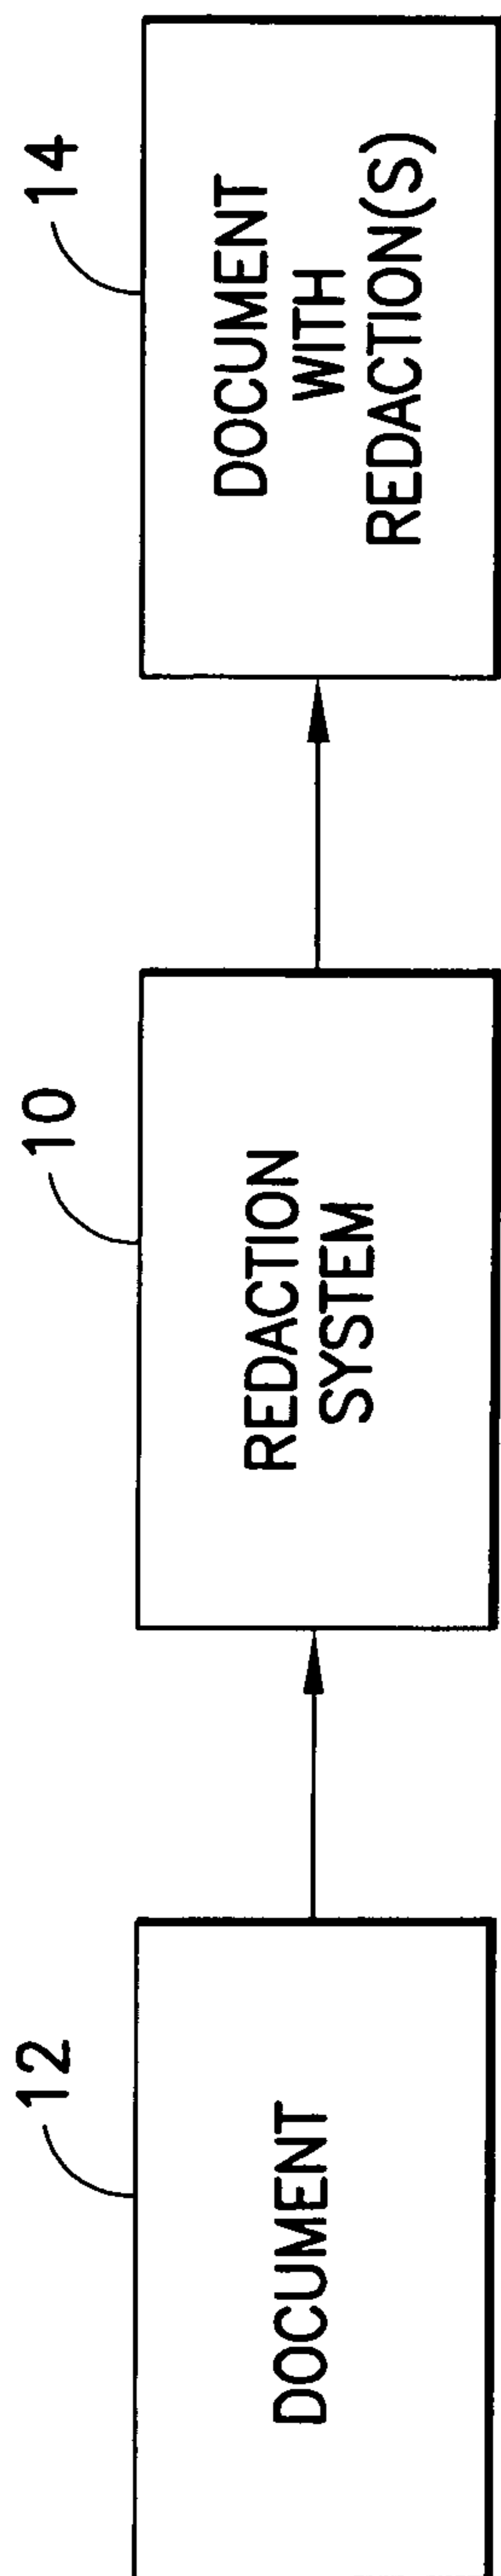 12
DOCUMENT
10
REDACTION
SYSTEM
14
DOCUMENT
WITH
REDACTION(S)